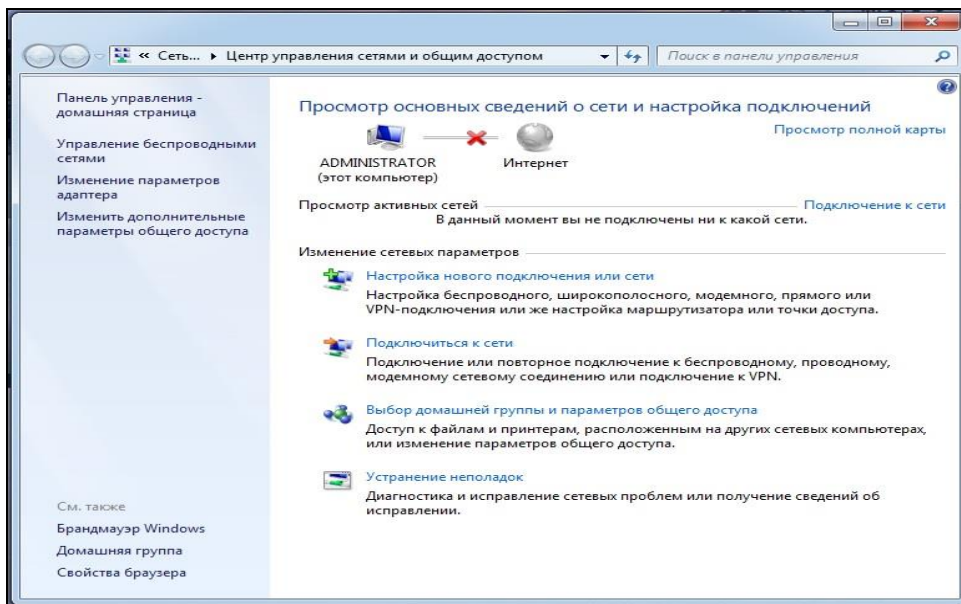 « Сеть... ▸ Центр управления сетями и общим доступом
Поиск в панели управления
Панель управления -
домашняя страница
Управление беспроводными
сетями
Изменение параметров
адаптера
Изменить дополнительные
параметры общего доступа
См. также
Брандмауэр Windows
Домашняя группа
Свойства браузера
Просмотр основных сведений о сети и настройка подключений
Просмотр полной карты
ADMINISTRATOR
(этот компьютер)
Интернет
Просмотр активных сетей
Подключение к сети
В данный момент вы не подключены ни к какой сети.
Изменение сетевых параметров
Настройка нового подключения или сети
Настройка беспроводного, широкополосного, модемного, прямого или
VPN-подключения или же настройка маршрутизатора или точки доступа.
Подключиться к сети
Подключение или повторное подключение к беспроводному, проводному,
модемному сетевому соединению или подключение к VPN.
Выбор домашней группы и параметров общего доступа
Доступ к файлам и принтерам, расположенным на других сетевых компьютерах,
или изменение параметров общего доступа.
Устранение неполадок
Диагностика и исправление сетевых проблем или получение сведений об
исправлении.